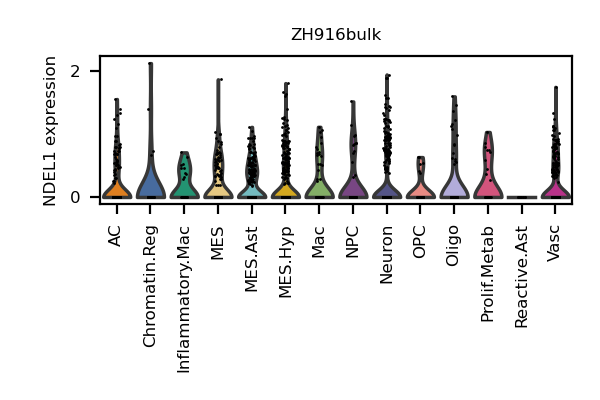 ZH916bulk
NDEL1 expression
2
0
AC
Chromatin.Reg
Inflammatory.Mac
MES
MES.Ast
MES.Hyp
Mac
NPC
Neuron
OPC
Oligo
Prolif.Metab
Reactive.Ast
Vasc